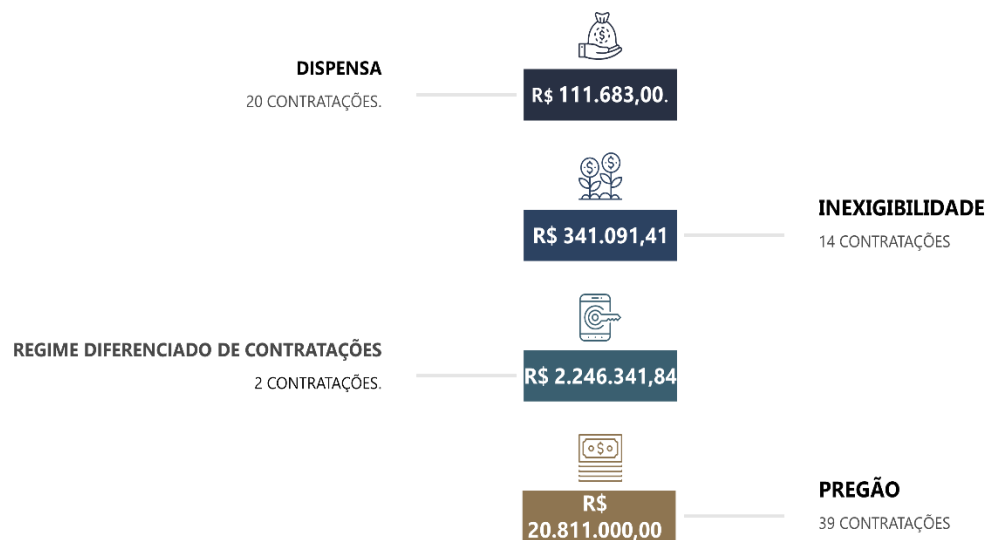 DISPENSA
20 CONTRATAÇÕES.
R$ 111.683,00.
R$ 341.091,41
INEXIGIBILIDADE
14 CONTRATAÇÕES
REGIME DIFERENCIADO DE CONTRATAÇÕES
2 CONTRATAÇÕES.
R$ 2.246.341,84
R$
20.811.000,00
PREGÃO
39 CONTRATAÇÕES